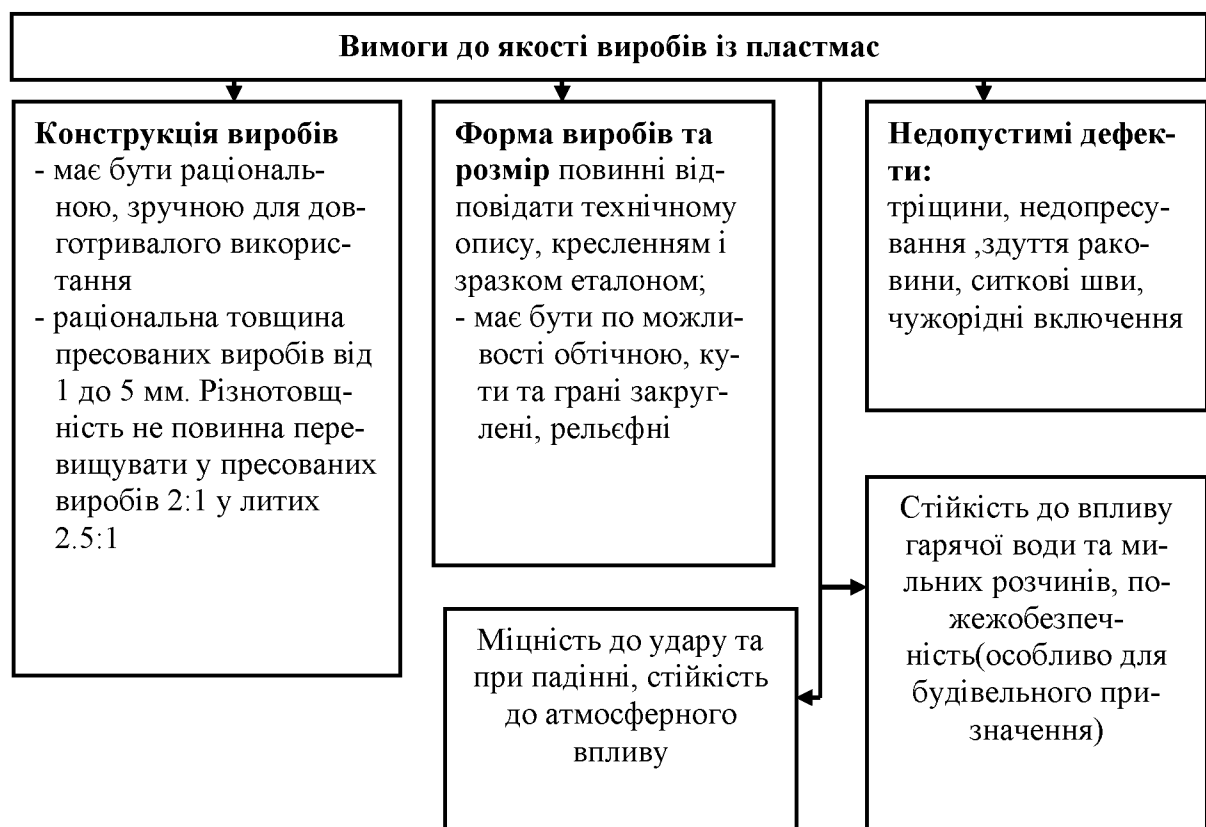 Вимоги до якості виробів із пластмас
Конструкція виробів
- має бути раціональ-
ною, зручною для дов-
готривалого викорис-
тання
- раціональна товщина
пресованих виробів від
1 до 5 мм. Різнотовщ-
ність не повинна пере-
вищувати у пресованих
виробів 2:1 у литих
2.5:1
Форма виробів та
розмір повинні від-
повідати технічному
опису, кресленням і
зразком еталоном;
- має бути по можли-
вості обтічною, ку-
ти та грані закруг-
лені, рельєфні
Недопустимі дефек-
ти:
тріщини, недопресу-
вання ,здуття рако-
вини, ситкові шви,
чужорідні включення
Міцність до удару та
при падінні, стійкість
до атмосферного
впливу
Стійкість до впливу
гарячої води та ми-
льних розчинів, по-
жежобезпеч-
ність(особливо для
будівельного при-
значення)